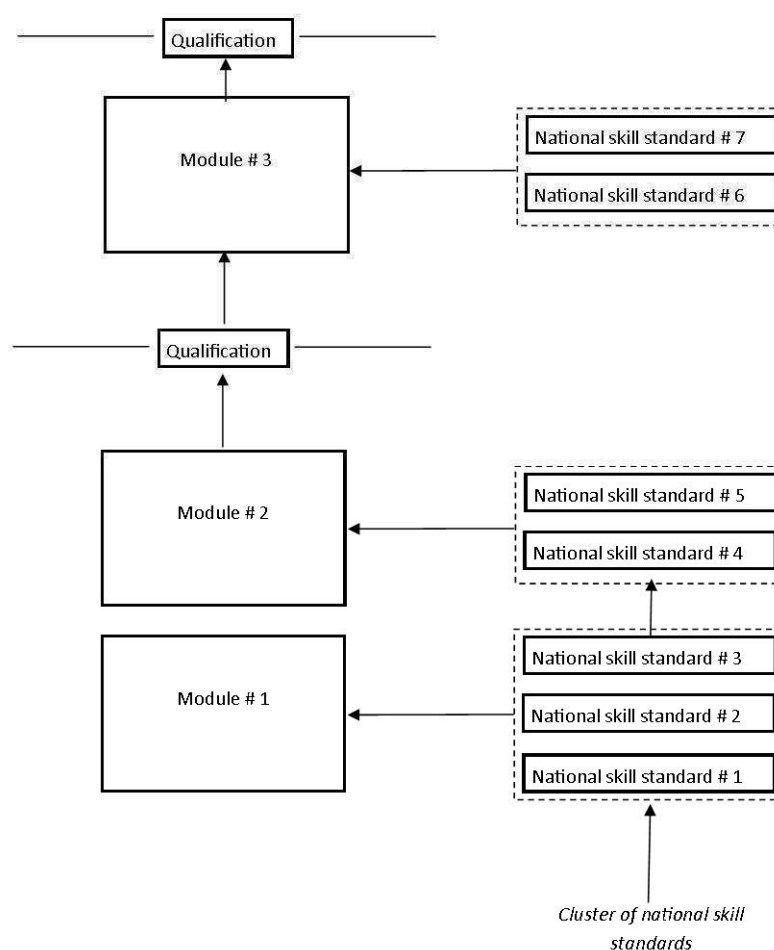 Qualification
Module # 3
National skill standard # 7
National skill standard # 6
Qualification
Module # 2
National skill standard # 5
National skill standard # 4
Module # 1
National skill standard # 3
National skill standard # 2
National skill standard # 1
Cluster of national skill
standards